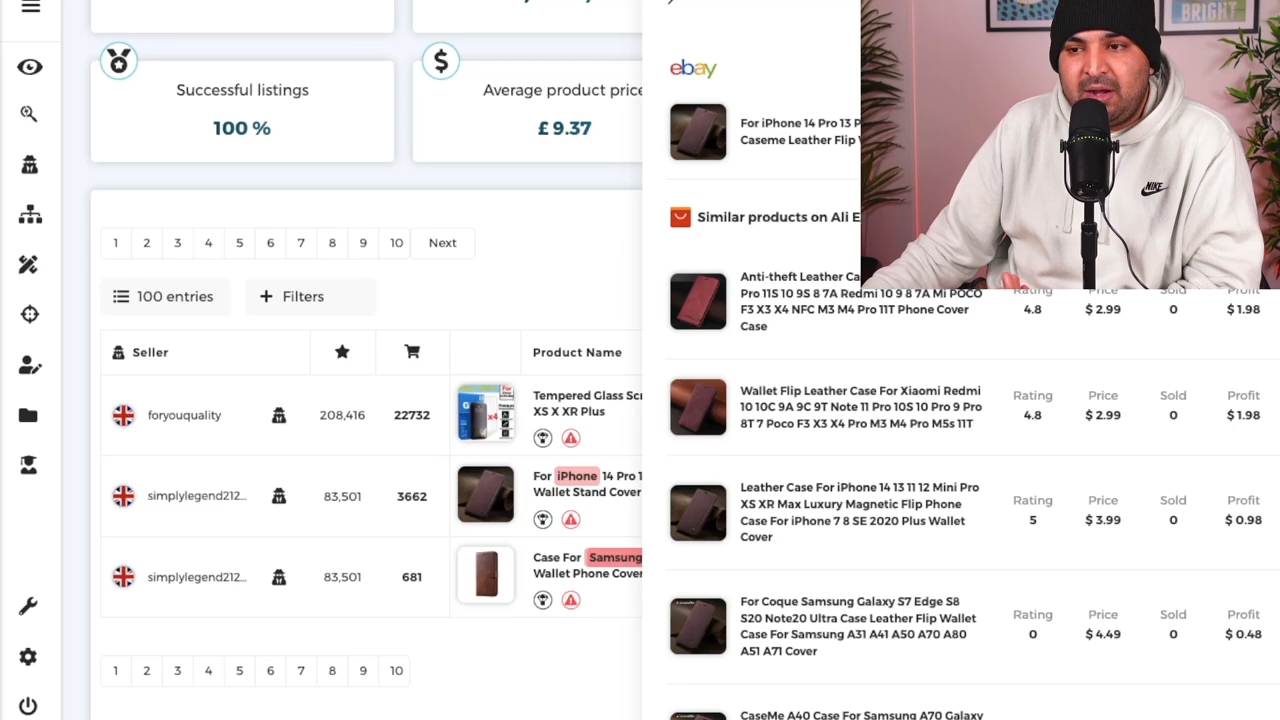 BRIGHT
NIKE
$
Successful listings
100 %
Average product price
£ 9.37
1 2 3 4 5 6 7 8 9 10 Next
100 entries
+ Filters
Seller
Product Name
foryouquality
208,416
22732
Tempered Glass Scr
XS X XR Plus
simplylegend212...
83,501
3662
For iPhone 14 Pro 1
Wallet Stand Cover
simplylegend212...
83,501
681
Case For Samsung
Wallet Phone Cover
1 2 3 4 5 6 7 8 9 10
ebay
For iPhone 14 Pro 13 P
Caseme Leather Flip
Similar products on Ali E
Anti-theft Leather Ca
Pro 11S 10 9S 8 7A Redmi 10 9 8 7A Mi POCO
F3 X3 X4 NFC M3 M4 Pro 11T Phone Cover
Case
Rating Price Sold Profit
4.8 $ 2.99 0 $ 1.98
Wallet Flip Leather Case For Xiaomi Redmi
10 10C 9A 9C 9T Note 11 Pro 10S 10 Pro 9 Pro
8T 7 Poco F3 X3 X4 Pro M3 M4 Pro M5s 11T
Rating Price Sold Profit
4.8 $ 2.99 0 $ 1.98
Leather Case For iPhone 14 13 11 12 Mini Pro
XS XR Max Luxury Magnetic Flip Phone
Case For iPhone 7 8 SE 2020 Plus Wallet
Cover
Rating Price Sold Profit
5 $ 3.99 0 $ 0.98
For Coque Samsung Galaxy S7 Edge S8
S20 Note20 Ultra Case Leather Flip Wallet
Case For Samsung A31 A41 A50 A70 A80
A51 A71 Cover
Rating Price Sold Profit
0 $ 4.49 0 $ 0.48
CaseMe A40 Case For Samsung A70 Galaxy